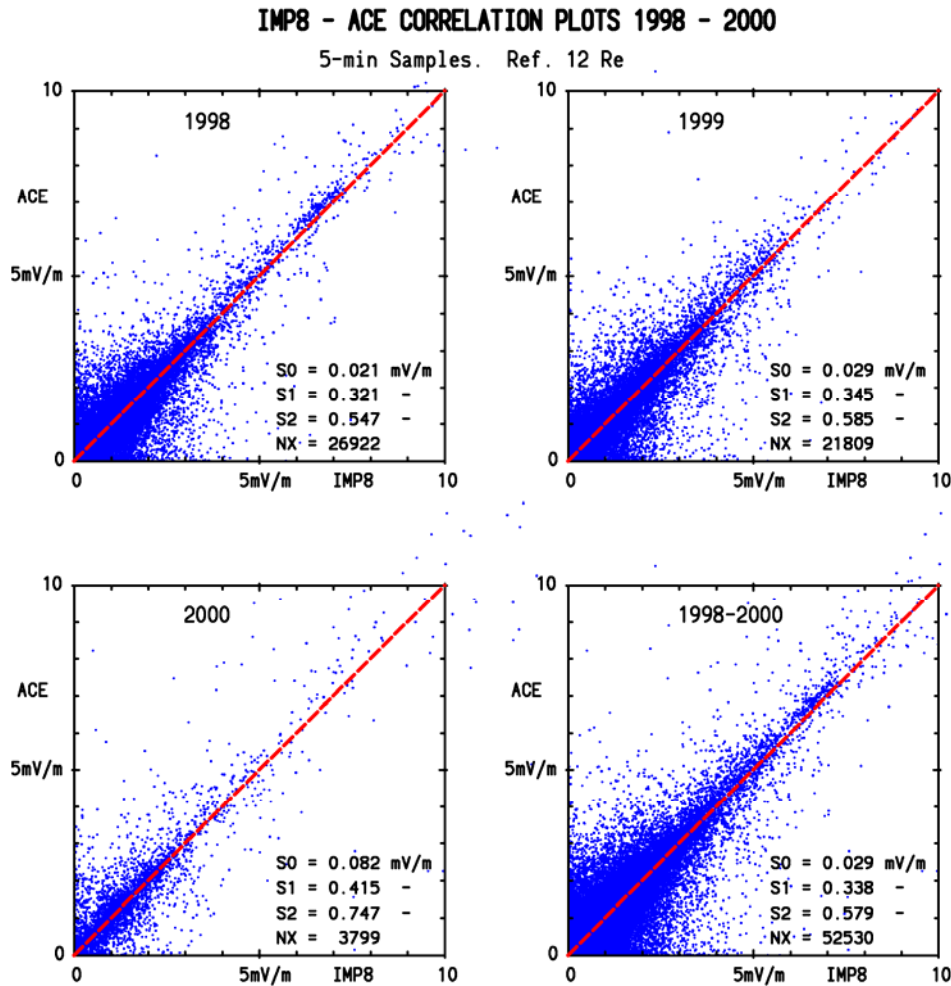 IMP8 - ACE CORRELATION PLOTS 1998 - 2000
5-min Samples. Ref. 12 Re
10
1998
ACE
5mV/m
S0 = 0.021 mV/m
S1 = 0.321 -
S2 = 0.547 -
NX = 26922
0
0 5mV/m IMP8 10
10
1999
ACE
5mV/m
S0 = 0.029 mV/m
S1 = 0.345 -
S2 = 0.585 -
NX = 21809
0
0 5mV/m IMP8 10
10
2000
ACE
5mV/m
S0 = 0.082 mV/m
S1 = 0.415 -
S2 = 0.747 -
NX = 3799
0
0 5mV/m IMP8 10
10
1998-2000
ACE
5mV/m
S0 = 0.029 mV/m
S1 = 0.338 -
S2 = 0.579 -
NX = 52530
0
0 5mV/m IMP8 10